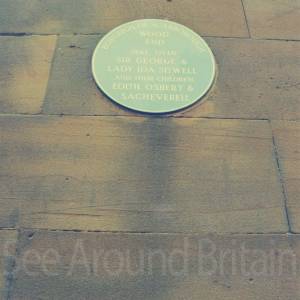 WOOD
END
SIR GEORGE &
LADY IDA SITWELL
AND THEIR CHILDREN
EDITH, OSBERT &
SACHEVERELL
See Around Britain